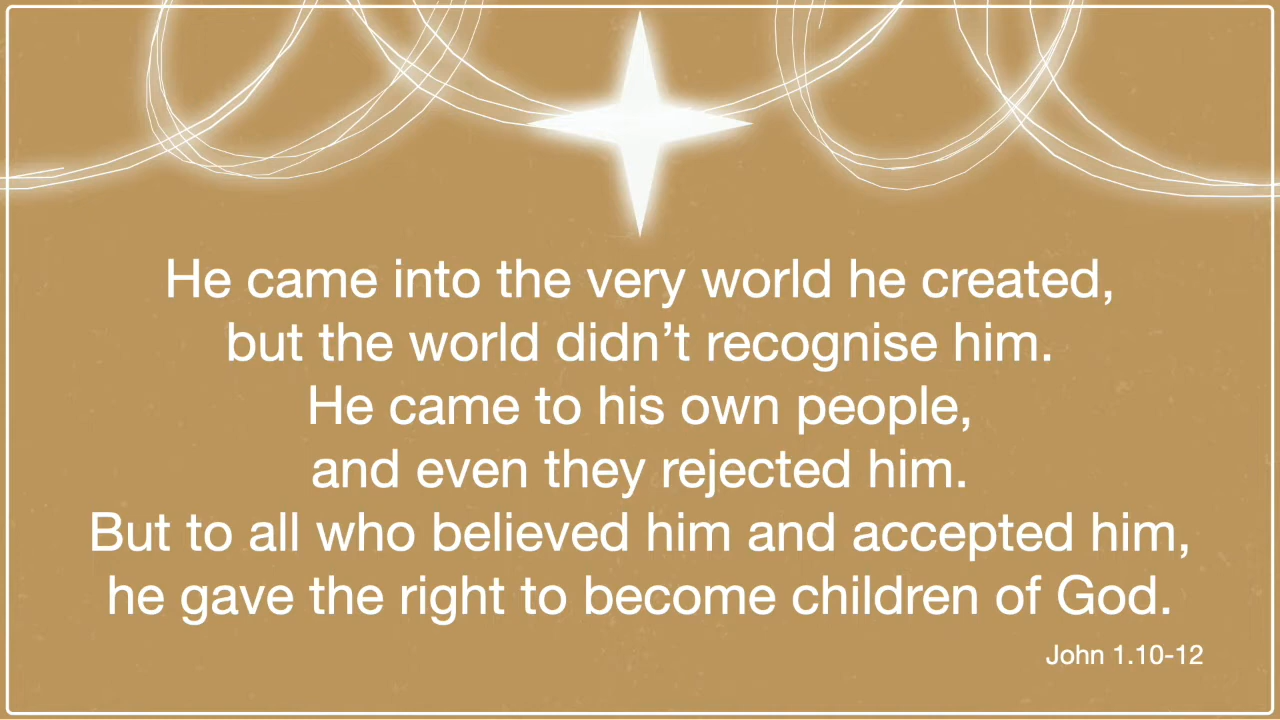 He came into the very world he created,
but the world didn’t recognise him.
He came to his own people,
and even they rejected him.
But to all who believed him and accepted him,
he gave the right to become children of God.
John 1.10-12